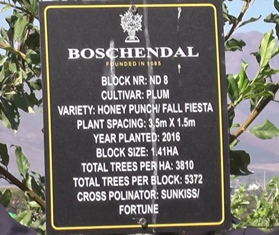 BOSCHENDAL
FOUNDED IN 1685
BLOCK NR: ND 8
CULTIVAR: PLUM
VARIETY: HONEY PUNCH/ FALL FIESTA
PLANT SPACING: 3,5m X 1.5m
YEAR PLANTED: 2016
BLOCK SIZE: 1.41HA
TOTAL TREES PER HA: 3810
TOTAL TREES PER BLOCK: 5372
CROSS POLINATOR: SUNKISS/
FORTUNE